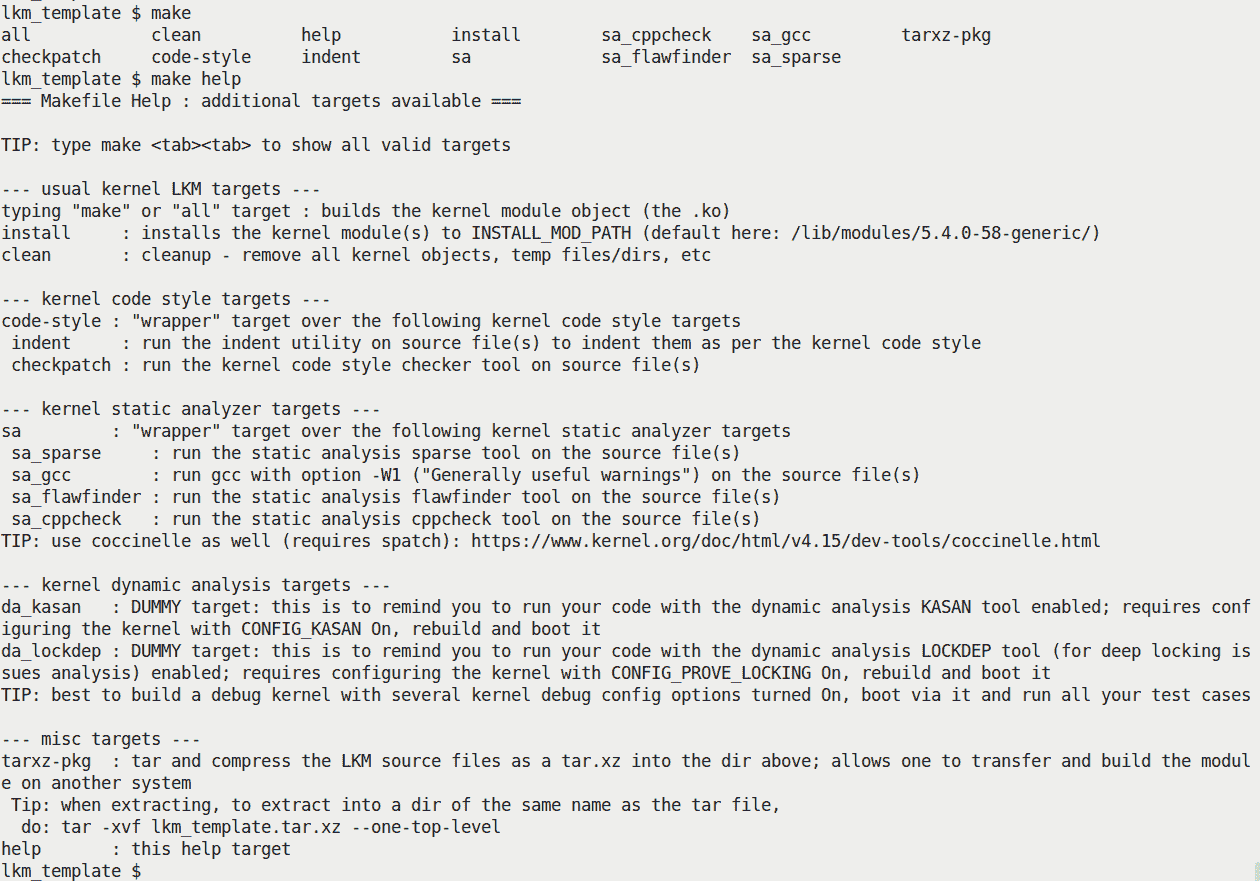 lkm_template $ make
all            clean          help           install        sa_cppcheck    sa_gcc         tarxz-pkg
checkpatch     code-style     indent         sa             sa_flawfinder  sa_sparse
lkm_template $ make help
=== Makefile Help : additional targets available ===

TIP: type make <tab><tab> to show all valid targets

--- usual kernel LKM targets ---
typing "make" or "all" target : builds the kernel module object (the .ko)
install     : installs the kernel module(s) to INSTALL_MOD_PATH (default here: /lib/modules/5.4.0-58-generic/)
clean       : cleanup - remove all kernel objects, temp files/dirs, etc

--- kernel code style targets ---
code-style : "wrapper" target over the following kernel code style targets
 indent     : run the indent utility on source file(s) to indent them as per the kernel code style
 checkpatch : run the kernel code style checker tool on source file(s)

--- kernel static analyzer targets ---
sa         : "wrapper" target over the following kernel static analyzer targets
 sa_sparse     : run the static analysis sparse tool on the source file(s)
 sa_gcc        : run gcc with option -W1 ("Generally useful warnings") on the source file(s)
 sa_flawfinder : run the static analysis flawfinder tool on the source file(s)
 sa_cppcheck   : run the static analysis cppcheck tool on the source file(s)
TIP: use coccinelle as well (requires spatch): https://www.kernel.org/doc/html/v4.15/dev-tools/coccinelle.html

--- kernel dynamic analysis targets ---
da_kasan   : DUMMY target: this is to remind you to run your code with the dynamic analysis KASAN tool enabled; requires conf
iguring the kernel with CONFIG_KASAN On, rebuild and boot it
da_lockdep : DUMMY target: this is to remind you to run your code with the dynamic analysis LOCKDEP tool (for deep locking is
sues analysis) enabled; requires configuring the kernel with CONFIG_PROVE_LOCKING On, rebuild and boot it
TIP: best to build a debug kernel with several kernel debug config options turned On, boot via it and run all your test cases

--- misc targets ---
tarxz-pkg  : tar and compress the LKM source files as a tar.xz into the dir above; allows one to transfer and build the modul
e on another system
 Tip: when extracting, to extract into a dir of the same name as the tar file,
  do: tar -xvf lkm_template.tar.xz --one-top-level
help       : this help target
lkm_template $